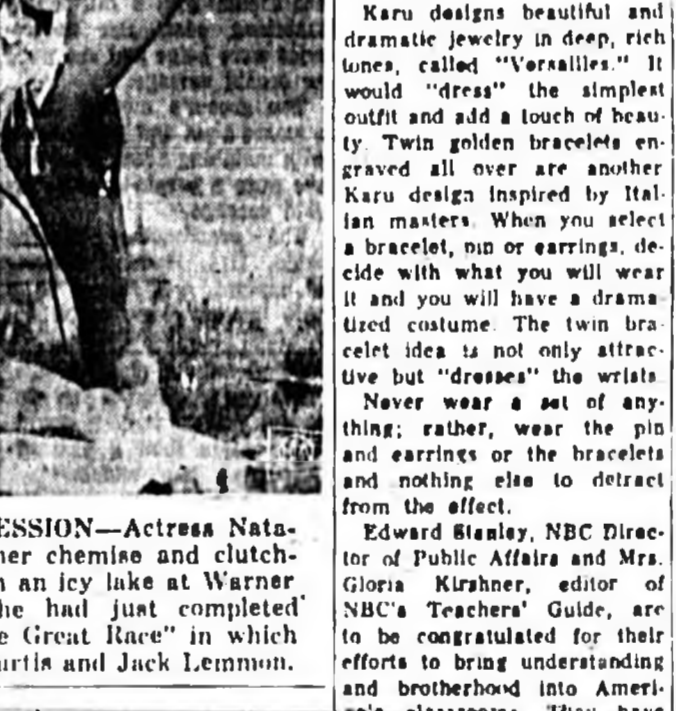 Karu designs beautiful and
dramatic jewelry in deep, rich
tones, called "Versailles." It
would "dress" the simplest
outfit and add a touch of beau-
ty. Twin golden bracelets en-
graved all over are another
Karu design inspired by Ital-
ian masters. When you select
a bracelet, pin or earrings, de-
cide with what you will wear
it and you will have a drama
tized costume. The twin bra-
celet idea is not only attrac-
tive but "dresses" the wrists
Never wear a set of any-
thing; rather, wear the pin
and earrings or the bracelets
and nothing else to detract
from the effect.
Edward Stanley, NBC Direc-
tor of Public Affairs and Mrs.
Gloria Kirshner, editor of
NBC's Teachers' Guide, are
to be congratulated for their
efforts to bring understanding
and brotherhood into Ameri-
ca's classrooms. They have
ESSION—Actress Nata-
her chemise and clutch-
an icy lake at Warner
he had just completed
e Great Race" in which
urtis and Jack Lemmon.